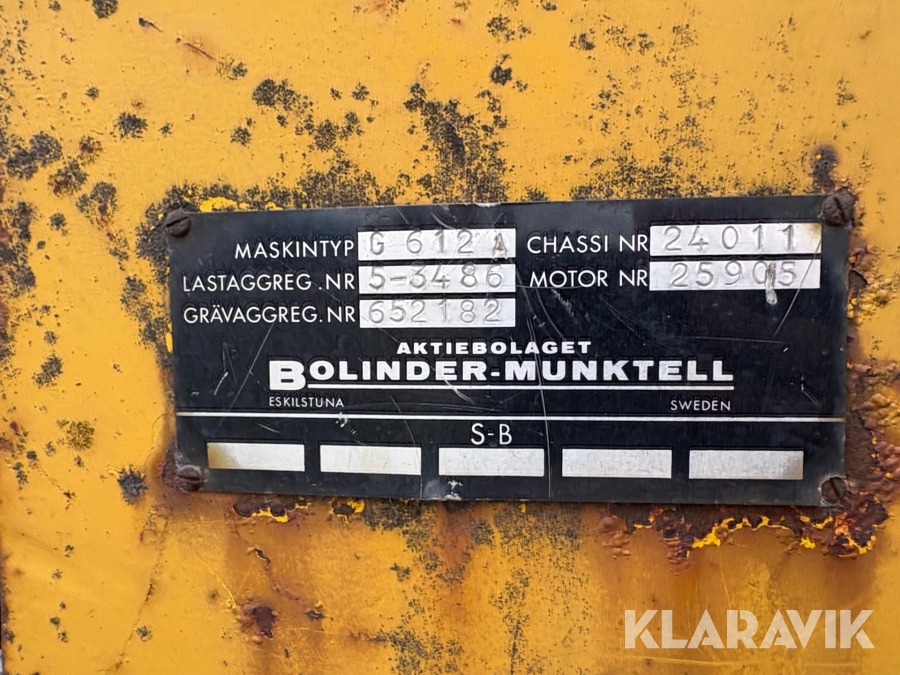 MASKINTYP G 612 A CHASSI NR 24011
LASTAGGREG.NR 5-3486 MOTOR NR 25905
GRÄVAGGREG.NR 652182
AKTIEBOLAGET
BOLINDER-MUNKTELL
ESKILSTUNA SWEDEN
S-B
KLARAVIK